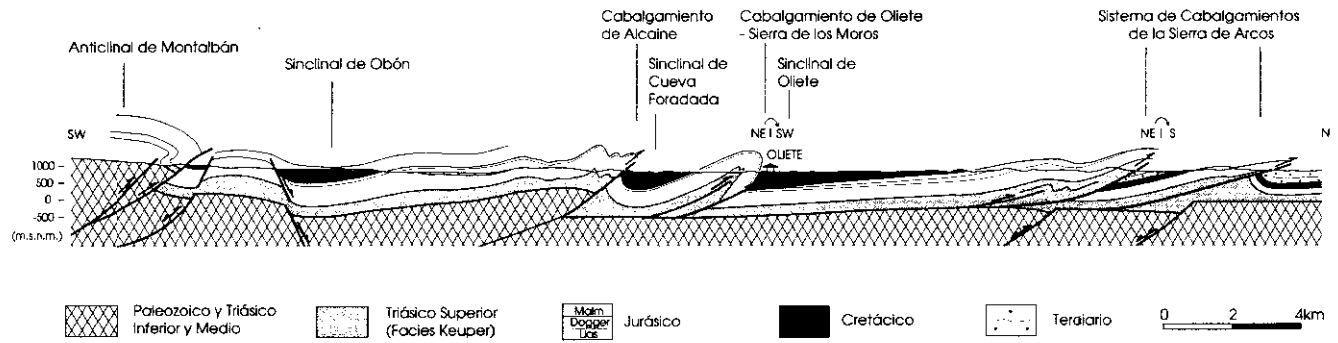 Cabalgamiento
de Alcaine
Cabalgamiento de Oliete
- Sierra de los Moros
Sistema de Cabalgamientos
de la Sierra de Arcos
Anticlinal de Montalbán
Sinclinal de Obón
Sinclinal de
Cueva
Foradada
Sinclinal de
Oliete
SW
NE | SW
NE | S
N
OLIETE
1000 -
500 -
0 -
-500 -
(m.s.n.m.)
Paleozoico y Triásico
Inferior y Medio
Triásico Superior
(Facies Keuper)
Malm
Dogger
Lias
Jurásico
Cretácico
Terciario
0 2 4km